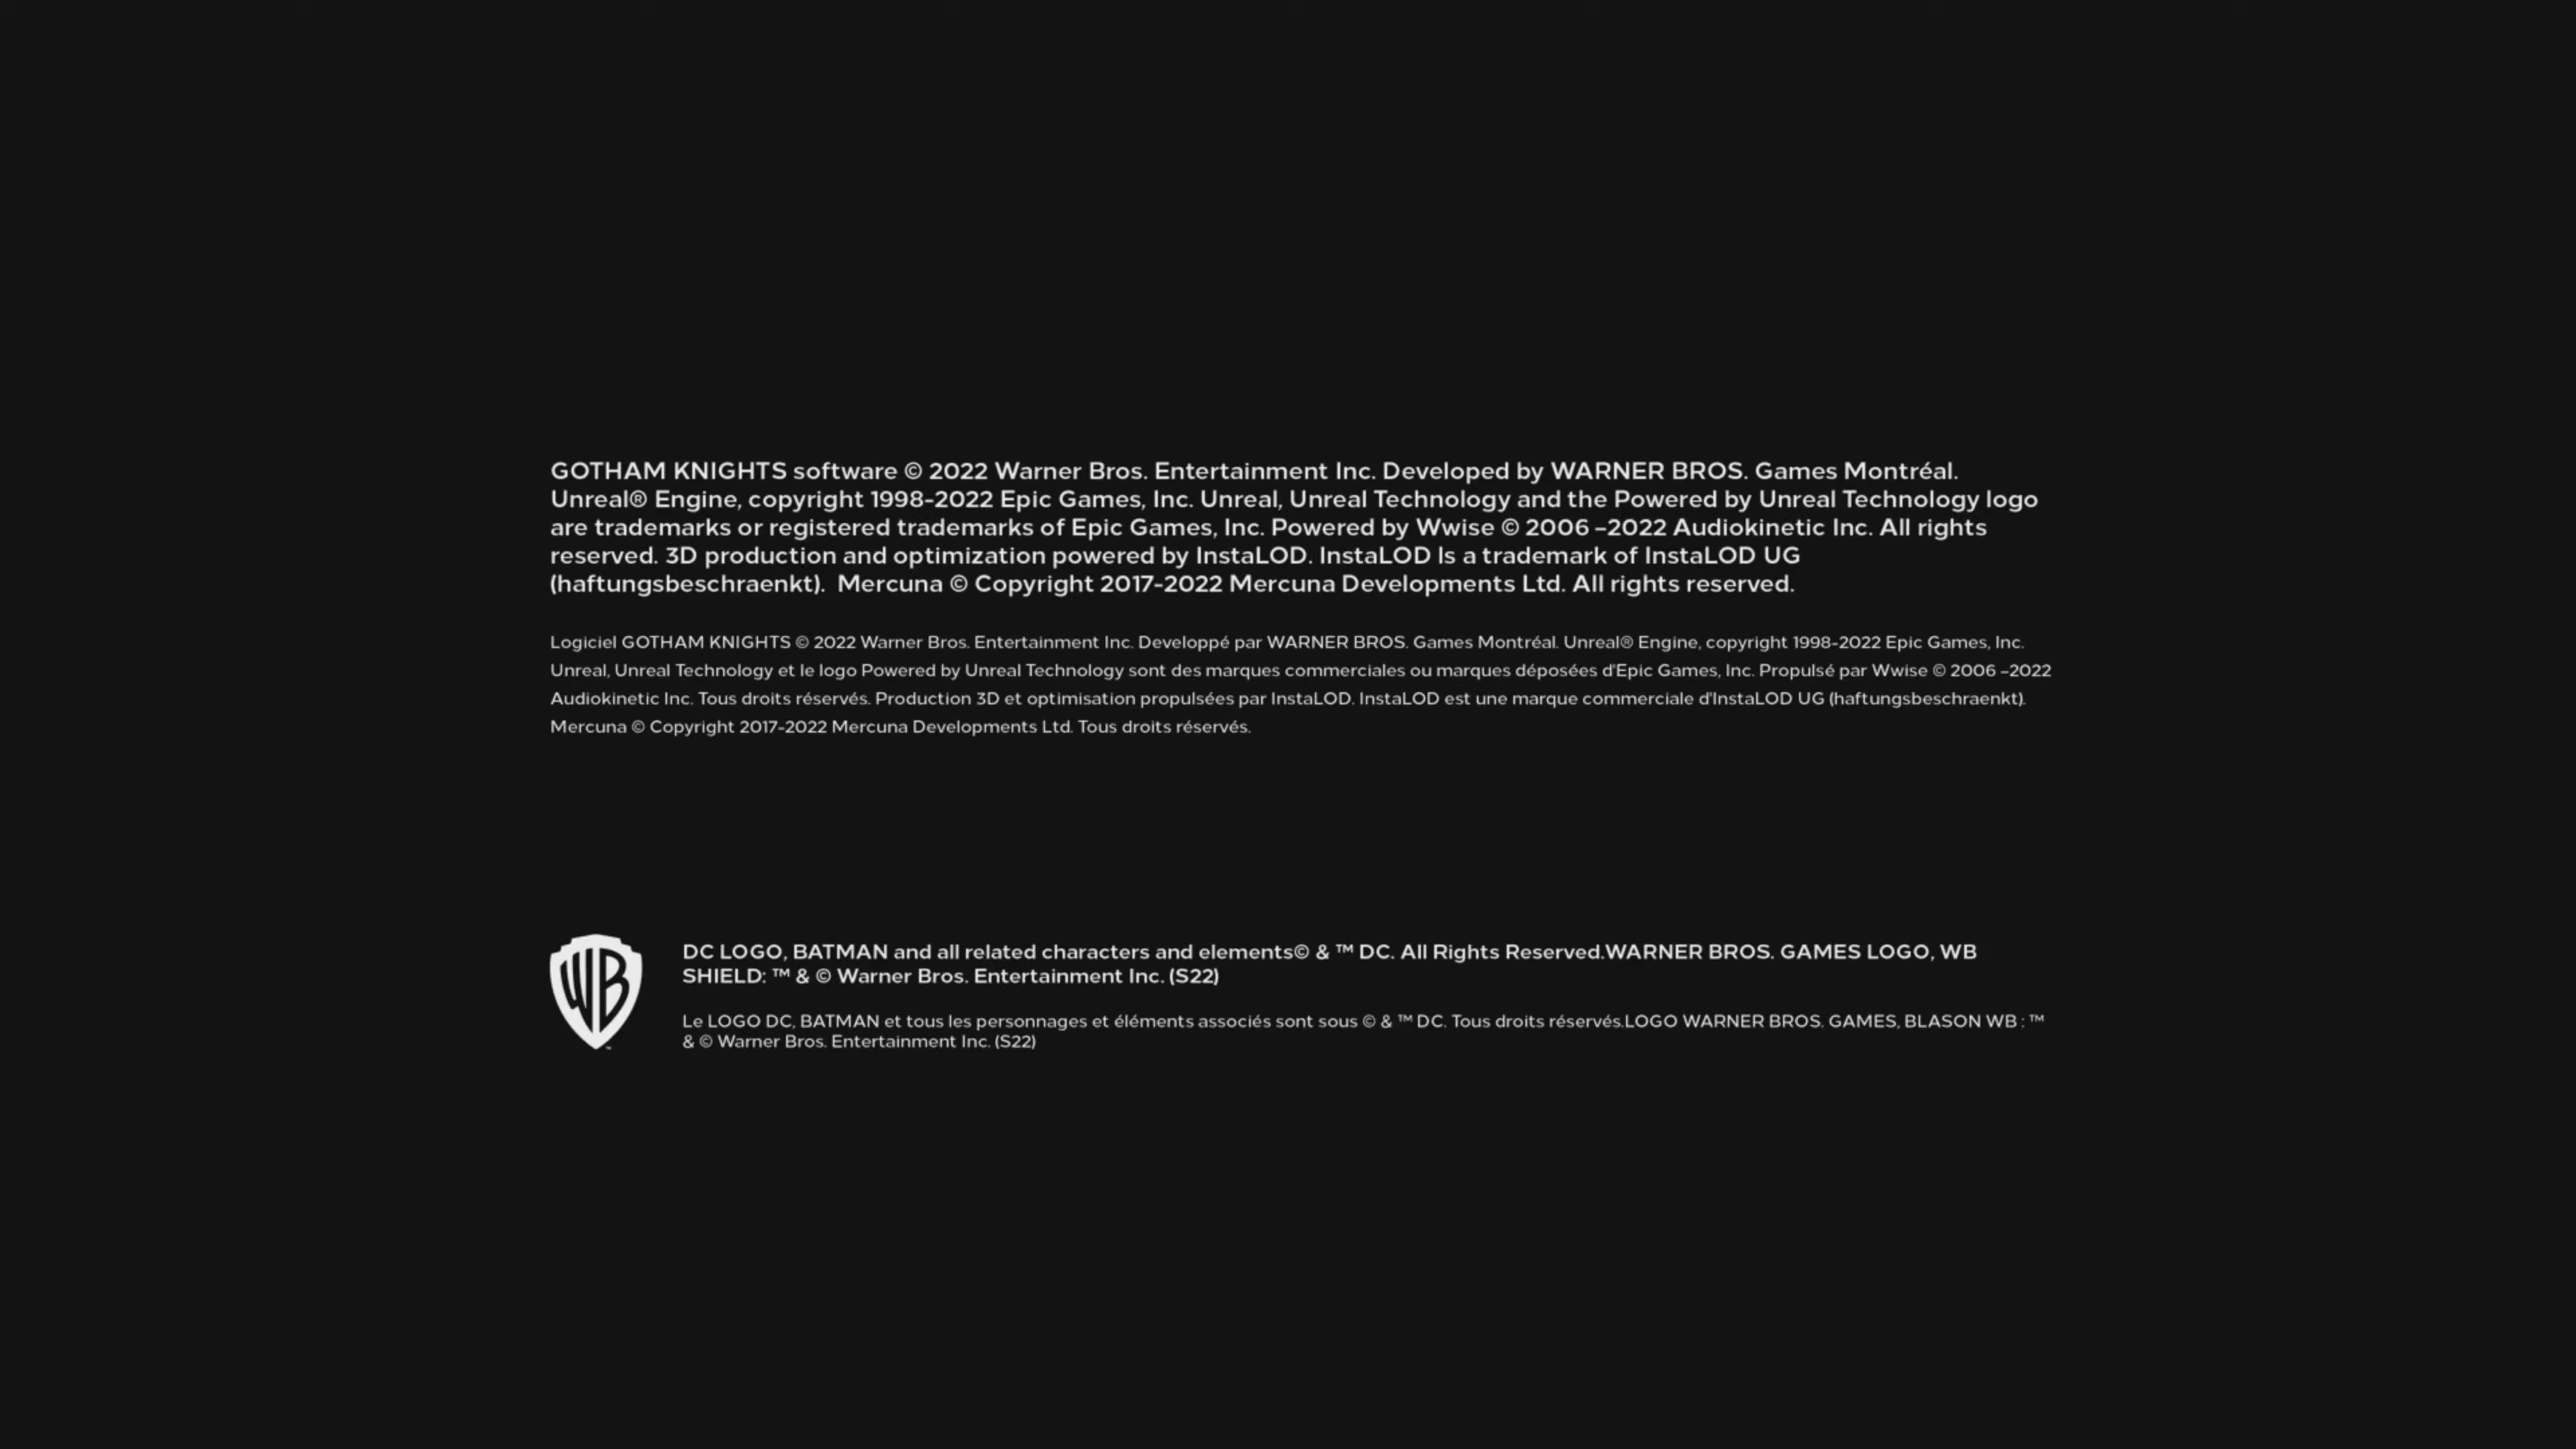 GOTHAM KNIGHTS software © 2022 Warner Bros. Entertainment Inc. Developed by WARNER BROS. Games Montréal.
Unreal® Engine, copyright 1998-2022 Epic Games, Inc. Unreal, Unreal Technology and the Powered by Unreal Technology logo
are trademarks or registered trademarks of Epic Games, Inc. Powered by Wwise © 2006 –2022 Audiokinetic Inc. All rights
reserved. 3D production and optimization powered by InstaLOD. InstaLOD Is a trademark of InstaLOD UG
(haftungsbeschraenkt).  Mercuna © Copyright 2017-2022 Mercuna Developments Ltd. All rights reserved.
Logiciel GOTHAM KNIGHTS © 2022 Warner Bros. Entertainment Inc. Developpé par WARNER BROS. Games Montréal. Unreal® Engine, copyright 1998-2022 Epic Games, Inc.
Unreal, Unreal Technology et le logo Powered by Unreal Technology sont des marques commerciales ou marques déposées d'Epic Games, Inc. Propulsé par Wwise © 2006 –2022
Audiokinetic Inc. Tous droits réservés. Production 3D et optimisation propulsées par InstaLOD. InstaLOD est une marque commerciale d'InstaLOD UG (haftungsbeschraenkt).
Mercuna © Copyright 2017-2022 Mercuna Developments Ltd. Tous droits réservés.
WB
DC LOGO, BATMAN and all related characters and elements© & ™ DC. All Rights Reserved.WARNER BROS. GAMES LOGO, WB
SHIELD: ™ & © Warner Bros. Entertainment Inc. (S22)
Le LOGO DC, BATMAN et tous les personnages et éléments associés sont sous © & ™ DC. Tous droits réservés.LOGO WARNER BROS. GAMES, BLASON WB : ™
& © Warner Bros. Entertainment Inc. (S22)